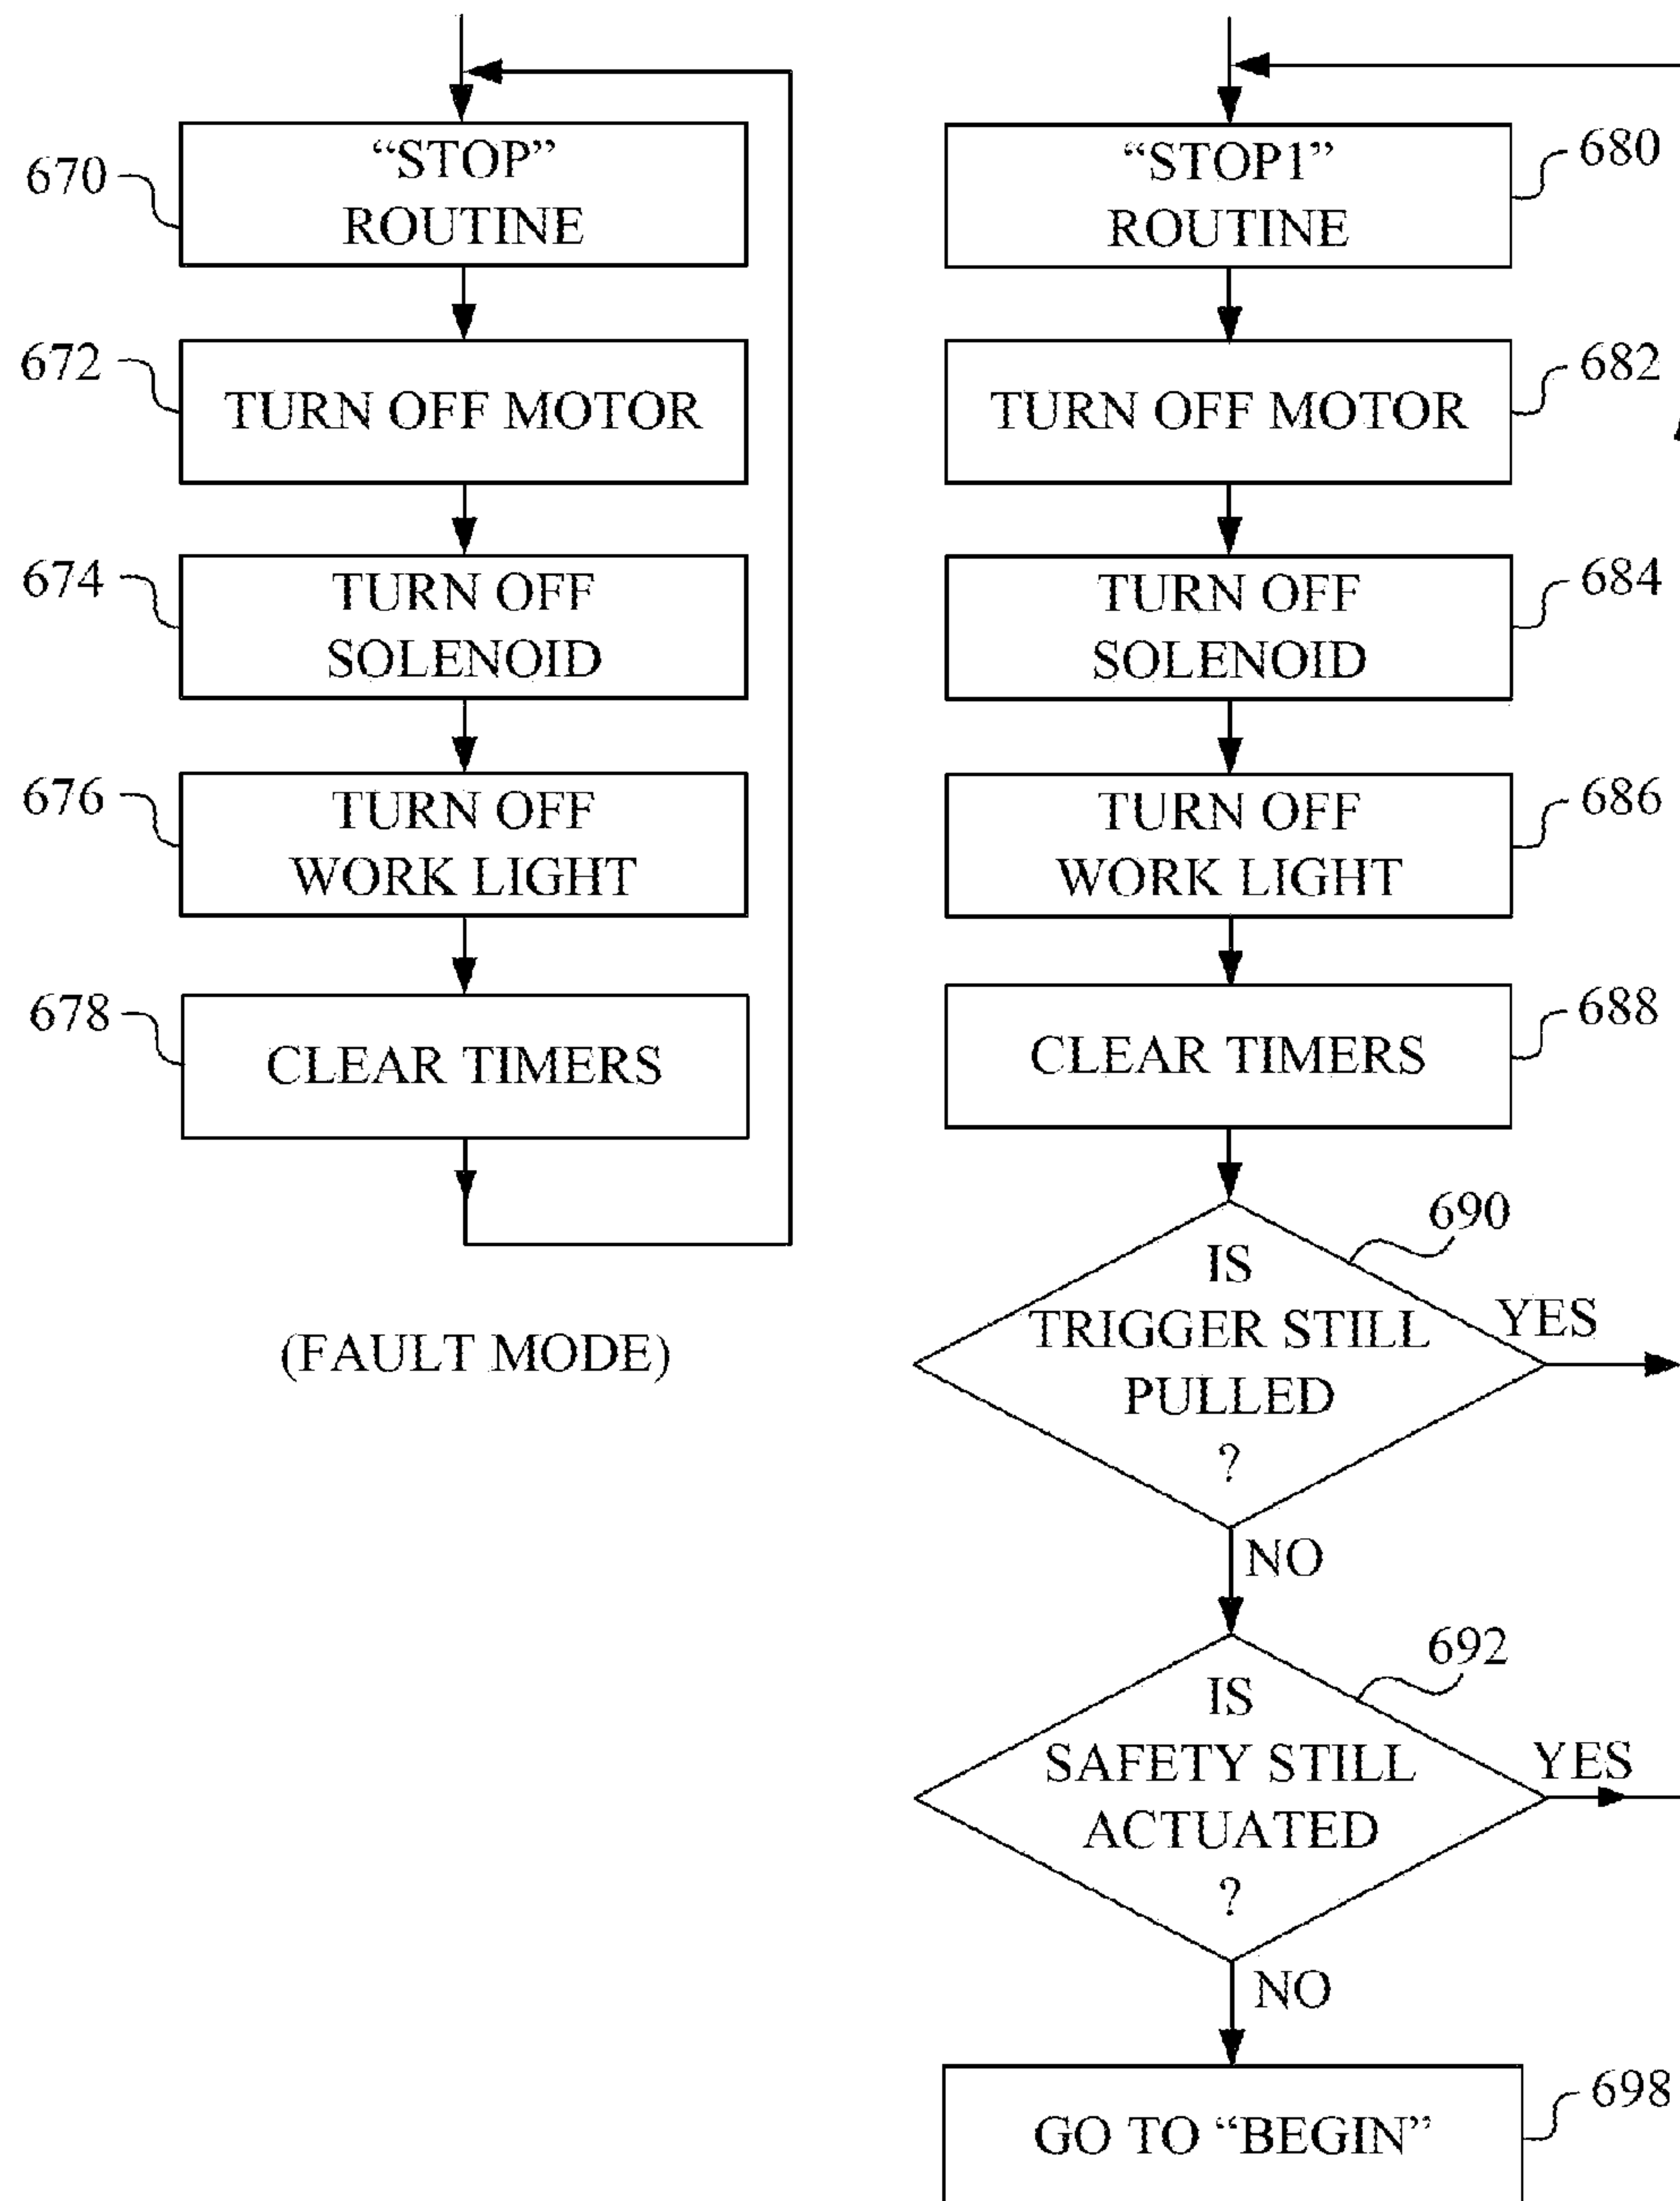 670
“STOP”
ROUTINE
672
TURN OFF MOTOR
674
TURN OFF
SOLENOID
676
TURN OFF
WORK LIGHT
678
CLEAR TIMERS
(FAULT MODE)
“STOP1”
ROUTINE
680
TURN OFF MOTOR
682
TURN OFF
SOLENOID
684
TURN OFF
WORK LIGHT
686
CLEAR TIMERS
688
690
IS
TRIGGER STILL
PULLED
?
YES
NO
692
IS
SAFETY STILL
ACTUATED
?
YES
NO
GO TO “BEGIN”
698